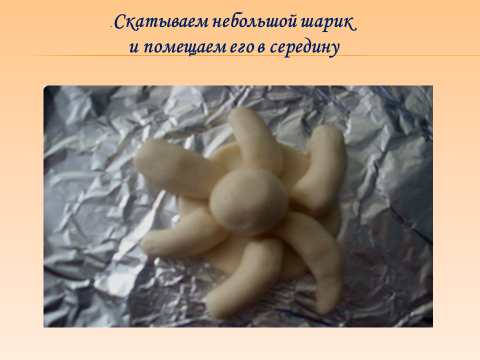 .Скатываем небольшой шарик
и помещаем его в середину